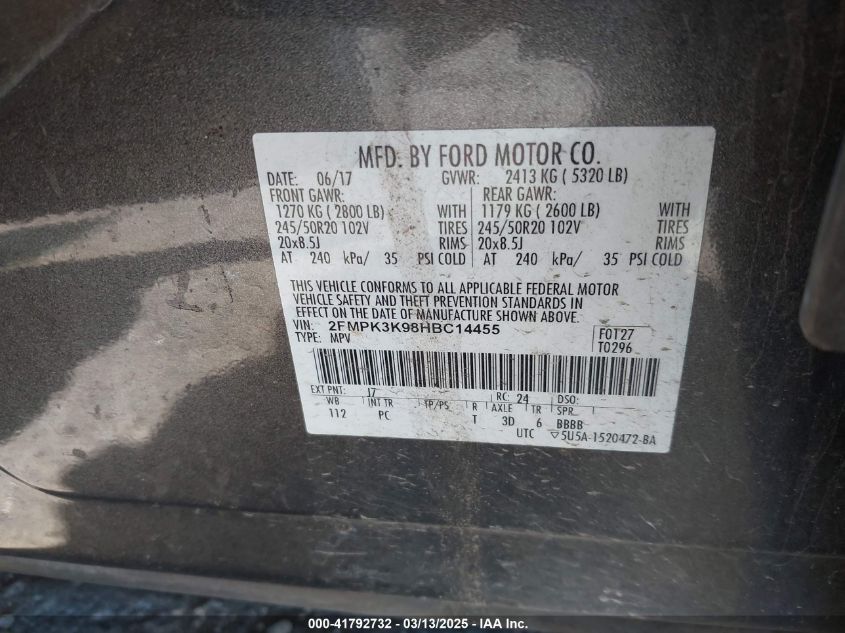 MFD. BY FORD MOTOR CO.
DATE: 06/17 GVWR: 2413 KG ( 5320 LB)
FRONT GAWR: REAR GAWR:
1270 KG ( 2800 LB) WITH 1179 KG ( 2600 LB) WITH
245/50R20 102V TIRES 245/50R20 102V TIRES
20x8.5J RIMS 20x8.5J RIMS
AT 240 kPa/ 35 PSI COLD AT 240 kPa/ 35 PSI COLD
THIS VEHICLE CONFORMS TO ALL APPLICABLE FEDERAL MOTOR
VEHICLE SAFETY AND THEFT PREVENTION STANDARDS IN
EFFECT ON THE DATE OF MANUFACTURE SHOWN ABOVE.
VIN: 2FMPK3K98HBC14455 F0127
TYPE: MPV T0296
EXT PNT: J7 RC: 24 DSO:
WB INT TR TP/PS R AXLE TR SPR
112 PC T 3D 6 BBBB
UTC ▽5U5A-1520472-BA
000-41792732 - 03/13/2025 - IAAI.com